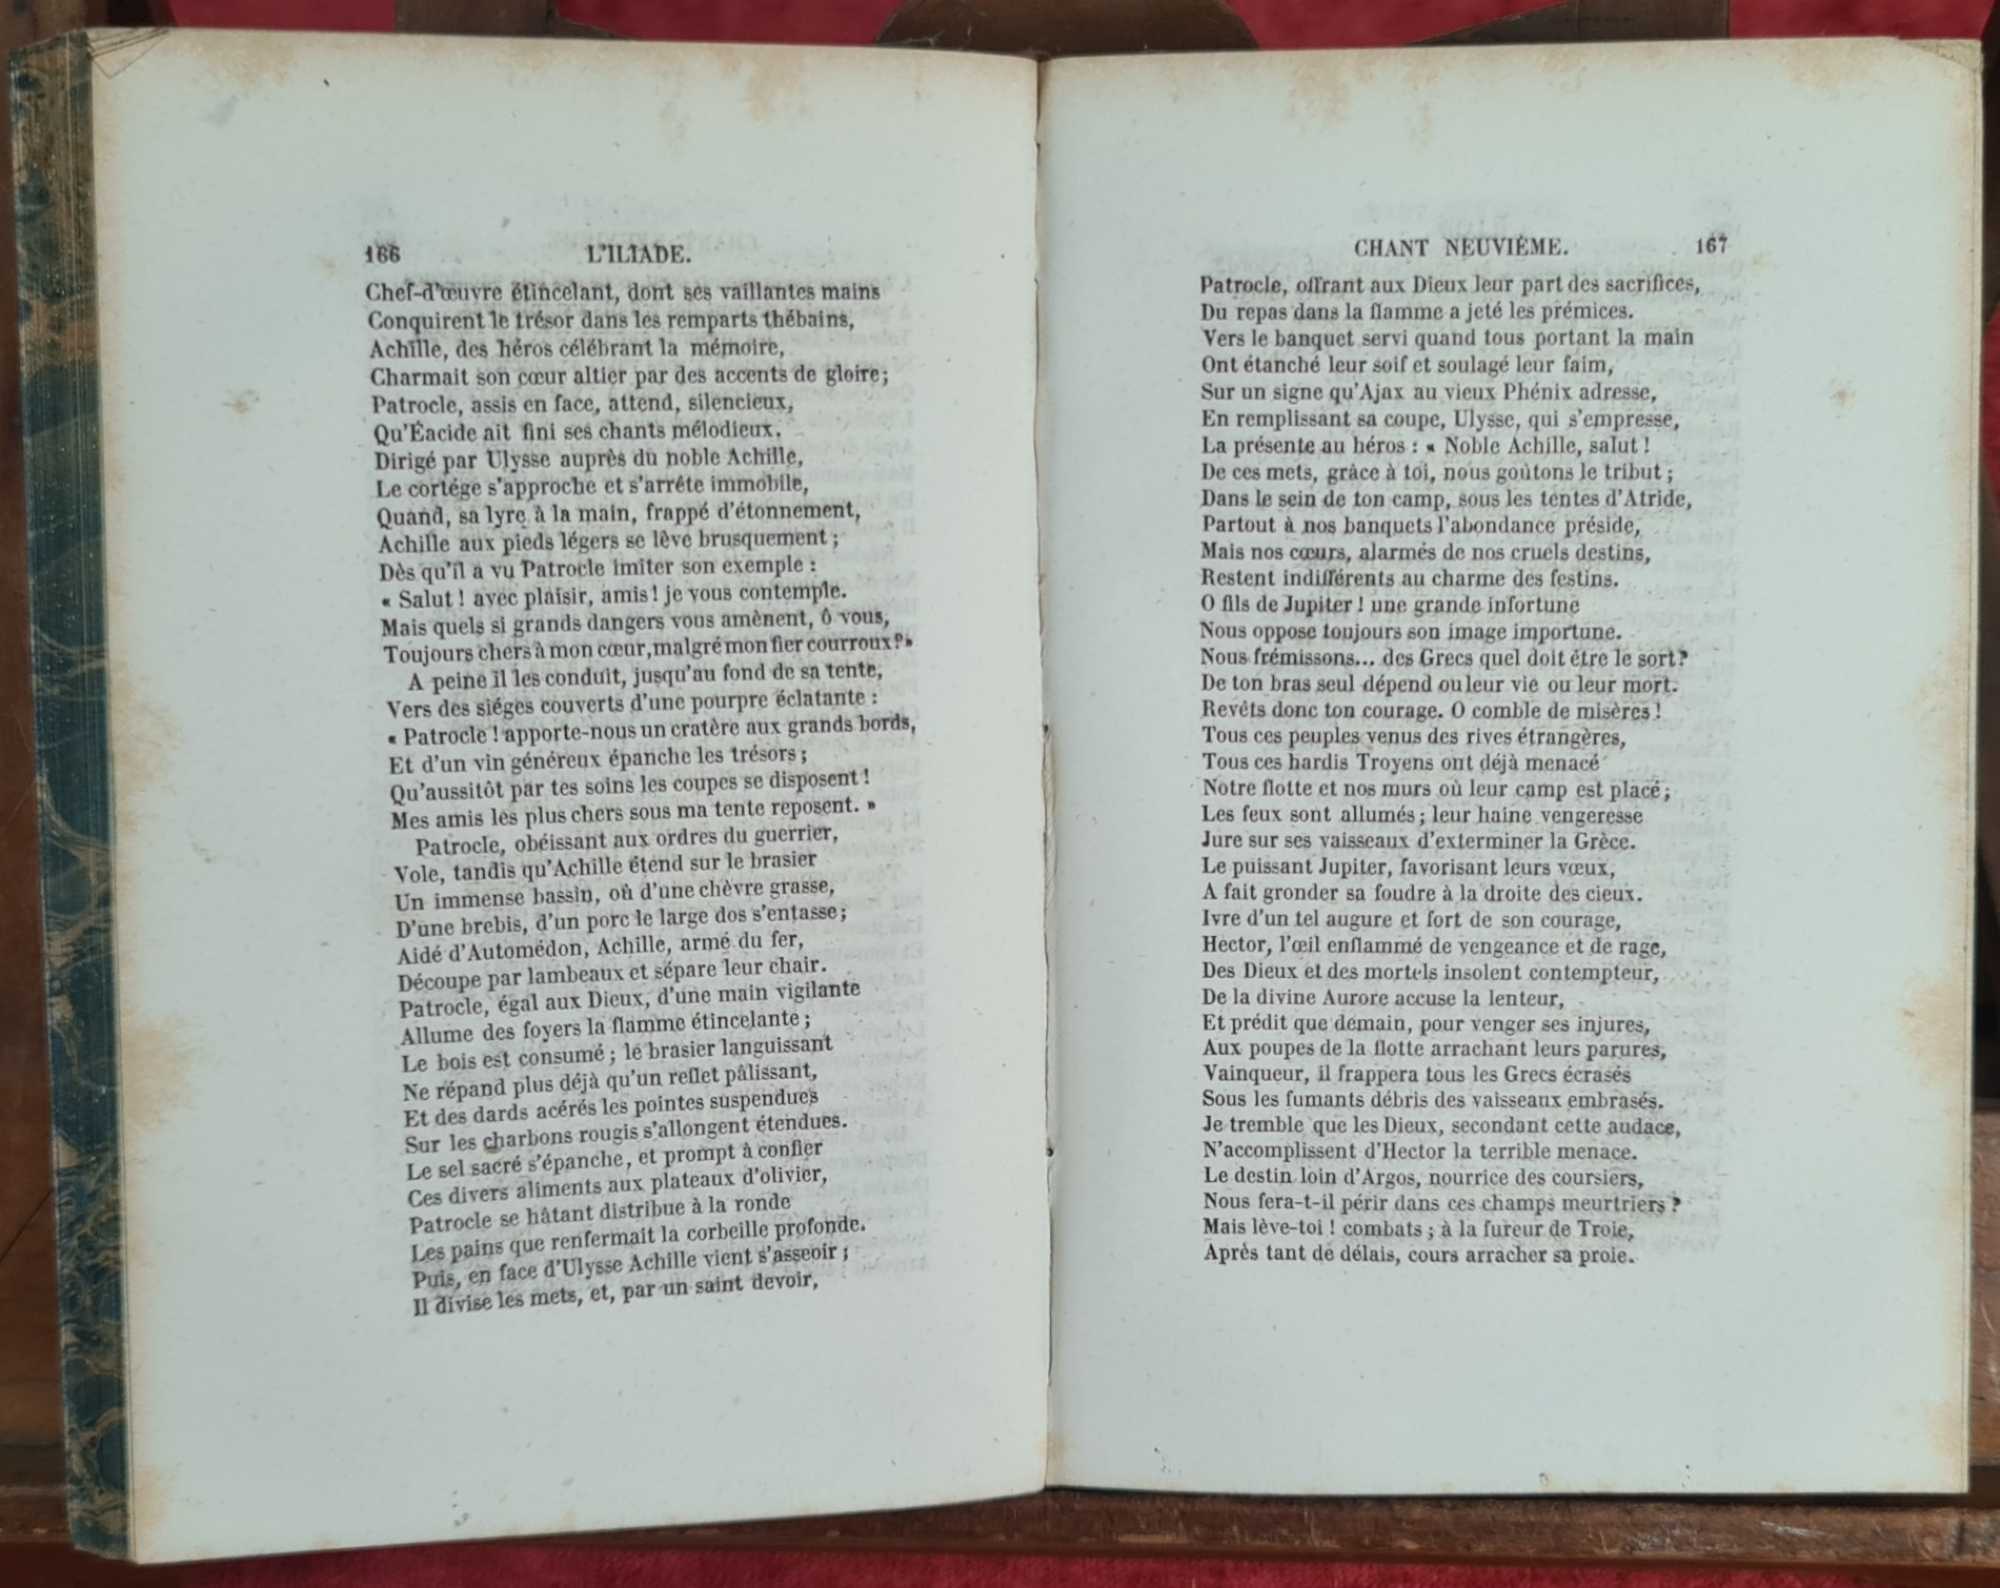 166 L'ILIADE.
Chef-d'œuvre étincelant, dont ses vaillantes mains
Conquirent le trésor dans les remparts thébains,
Achille, des héros célébrant la mémoire,
Charmait son cœur altier par des accents de gloire;
Patrocle, assis en face, attend, silencieux,
Qu'Éacide ait fini ses chants mélodieux.
Dirigé par Ulysse auprès du noble Achille,
Le cortége s'approche et s'arrête immobile,
Quand, sa lyre à la main, frappé d'étonnement,
Achille aux pieds légers se lève brusquement;
Dès qu'il a vu Patrocle imiter son exemple :
« Salut ! avec plaisir, amis! je vous contemple.
Mais quels si grands dangers vous amènent, ô vous,
Toujours chers à mon cœur, malgré mon fier courroux?»
A peine il les conduit, jusqu'au fond de sa tente,
Vers des siéges couverts d'une pourpre éclatante :
« Patrocle ! apporte-nous un cratère aux grands bords,
Et d'un vin généreux épanche les trésors;
Qu'aussitôt par tes soins les coupes se disposent !
Mes amis les plus chers sous ma tente reposent. »
Patrocle, obéissant aux ordres du guerrier,
Vole, tandis qu'Achille étend sur le brasier
Un immense bassin, où d'une chèvre grasse,
D'une brebis, d'un porc le large dos s'entasse;
Aidé d'Automédon, Achille, armé du fer,
Découpe par lambeaux et sépare leur chair.
Patrocle, égal aux Dieux, d'une main vigilante
Allume des foyers la flamme étincelante;
Le bois est consumé; le brasier languissant
Ne répand plus déjà qu'un reflet pâlissant,
Et des dards acérés les pointes suspendues
Sur les charbons rougis s'allongent étendues.
Le sel sacré s'épanche, et prompt à confier
Ces divers aliments aux plateaux d'olivier,
Patrocle se hâtant distribue à la ronde
Les pains que renfermait la corbeille profonde.
Puis, en face d'Ulysse Achille vient s'asseoir;
Il divise les mets, et, par un saint devoir,
CHANT NEUVIÈME. 167
Patrocle, offrant aux Dieux leur part des sacrifices,
Du repas dans la flamme a jeté les prémices.
Vers le banquet servi quand tous portant la main
Ont étanché leur soif et soulagé leur faim,
Sur un signe qu'Ajax au vieux Phénix adresse,
En remplissant sa coupe, Ulysse, qui s'empresse,
La présente au héros : « Noble Achille, salut !
De ces mets, grâce à toi, nous goûtons le tribut;
Dans le sein de ton camp, sous les tentes d'Atride,
Partout à nos banquets l'abondance préside,
Mais nos cœurs, alarmés de nos cruels destins,
Restent indifférents au charme des festins.
O fils de Jupiter ! une grande infortune
Nous oppose toujours son image importune.
Nous frémissons... des Grecs quel doit être le sort?
De ton bras seul dépend ou leur vie ou leur mort.
Revêts donc ton courage. O comble de misères!
Tous ces peuples venus des rives étrangères,
Tous ces hardis Troyens ont déjà menacé
Notre flotte et nos murs où leur camp est placé;
Les feux sont allumés; leur haine vengeresse
Jure sur ses vaisseaux d'exterminer la Grèce.
Le puissant Jupiter, favorisant leurs vœux,
A fait gronder sa foudre à la droite des cieux.
Ivre d'un tel augure et fort de son courage,
Hector, l'œil enflammé de vengeance et de rage,
Des Dieux et des mortels insolent contempteur,
De la divine Aurore accuse la lenteur,
Et prédit que demain, pour venger ses injures,
Aux poupes de la flotte arrachant leurs parures,
Vainqueur, il frappera tous les Grecs écrasés
Sous les fumants débris des vaisseaux embrasés.
Je tremble que les Dieux, secondant cette audace,
N'accomplissent d'Hector la terrible menace.
Le destin loin d'Argos, nourrice des coursiers,
Nous fera-t-il périr dans ces champs meurtriers ?
Mais lève-toi ! combats; à la fureur de Troie,
Après tant de délais, cours arracher sa proie.